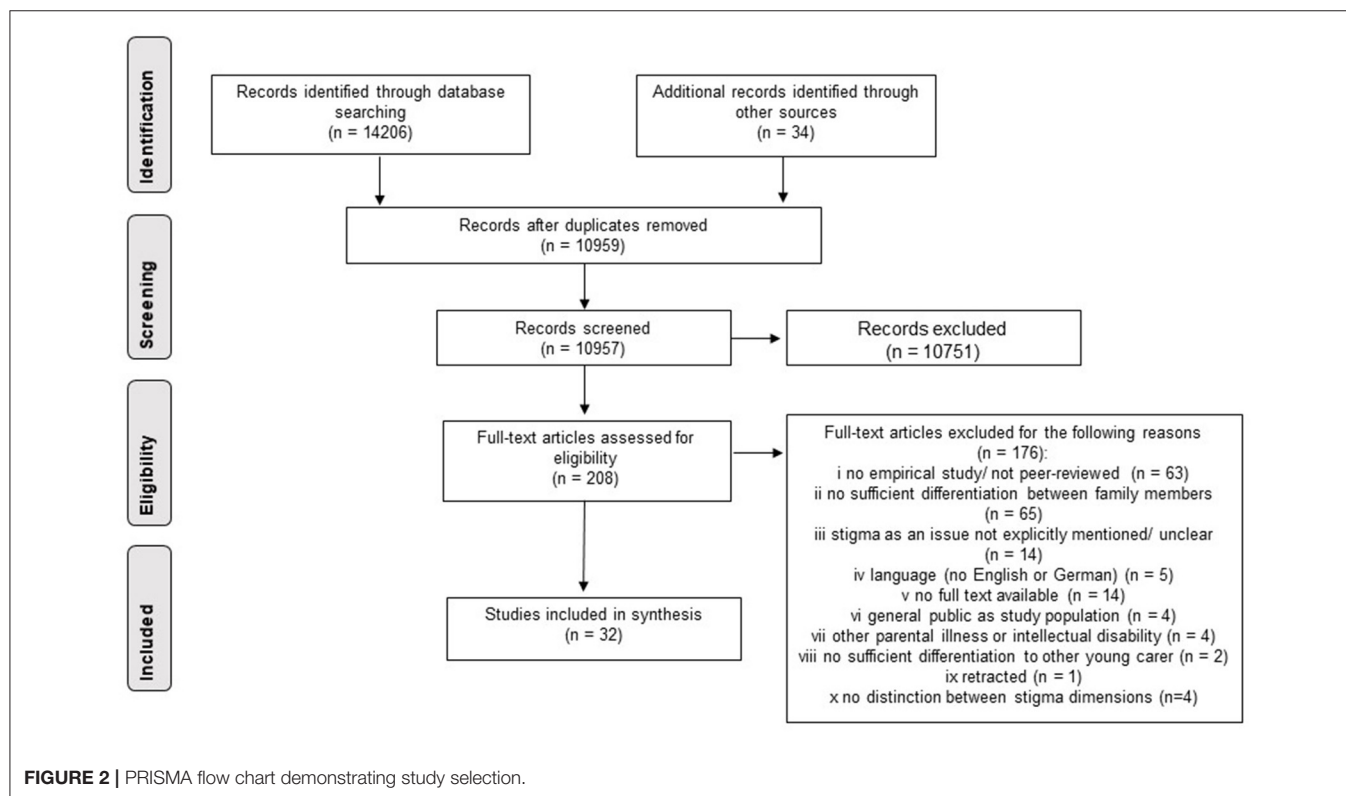 Identification
Records identified through database
searching
(n = 14206)
Additional records identified through
other sources
(n = 34)
Screening
Records after duplicates removed
(n = 10959)
Records screened
(n = 10957)
Records excluded
(n = 10751)
Eligibility
Full-text articles assessed for
eligibility
(n = 208)
Full-text articles excluded for the following reasons
(n = 176):
i no empirical study/ not peer-reviewed (n = 63)
ii no sufficient differentiation between family members
(n = 65)
iii stigma as an issue not explicitly mentioned/ unclear
(n = 14)
iv language (no English or German) (n = 5)
v no full text available (n = 14)
vi general public as study population (n = 4)
vii other parental illness or intellectual disability (n = 4)
viii no sufficient differentiation to other young carer (n = 2)
ix retracted (n = 1)
x no distinction between stigma dimensions (n=4)
Included
Studies included in synthesis
(n = 32)
FIGURE 2 | PRISMA flow chart demonstrating study selection.